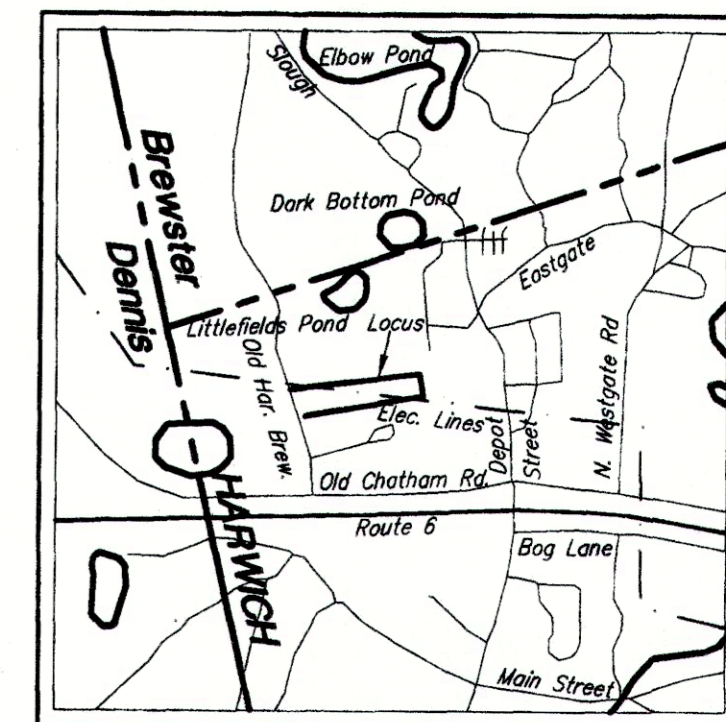 Elbow Pond
Slough
Brewster
Dennis
Dark Bottom Pond
Eastgate
Littlefields Pond
Locus
Old Har. Brew.
Elec. Lines
Depot
Street
N. Westgate Rd
Old Chatham Rd.
Route 6
HARWICH
Bog Lane
Main Street